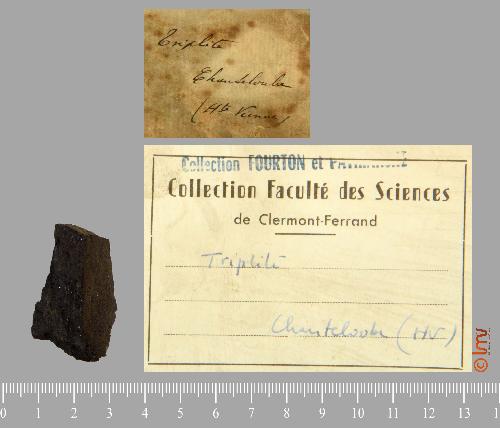 Triplite
Chanteloube
(Hte Vienne)
Collection FOURTON et
Collection Faculté des Sciences
de Clermont-Ferrand
Triplite
Chanteloube (HV)
© lmv
0 1 2 3 4 5 6 7 8 9 10 11 12 13